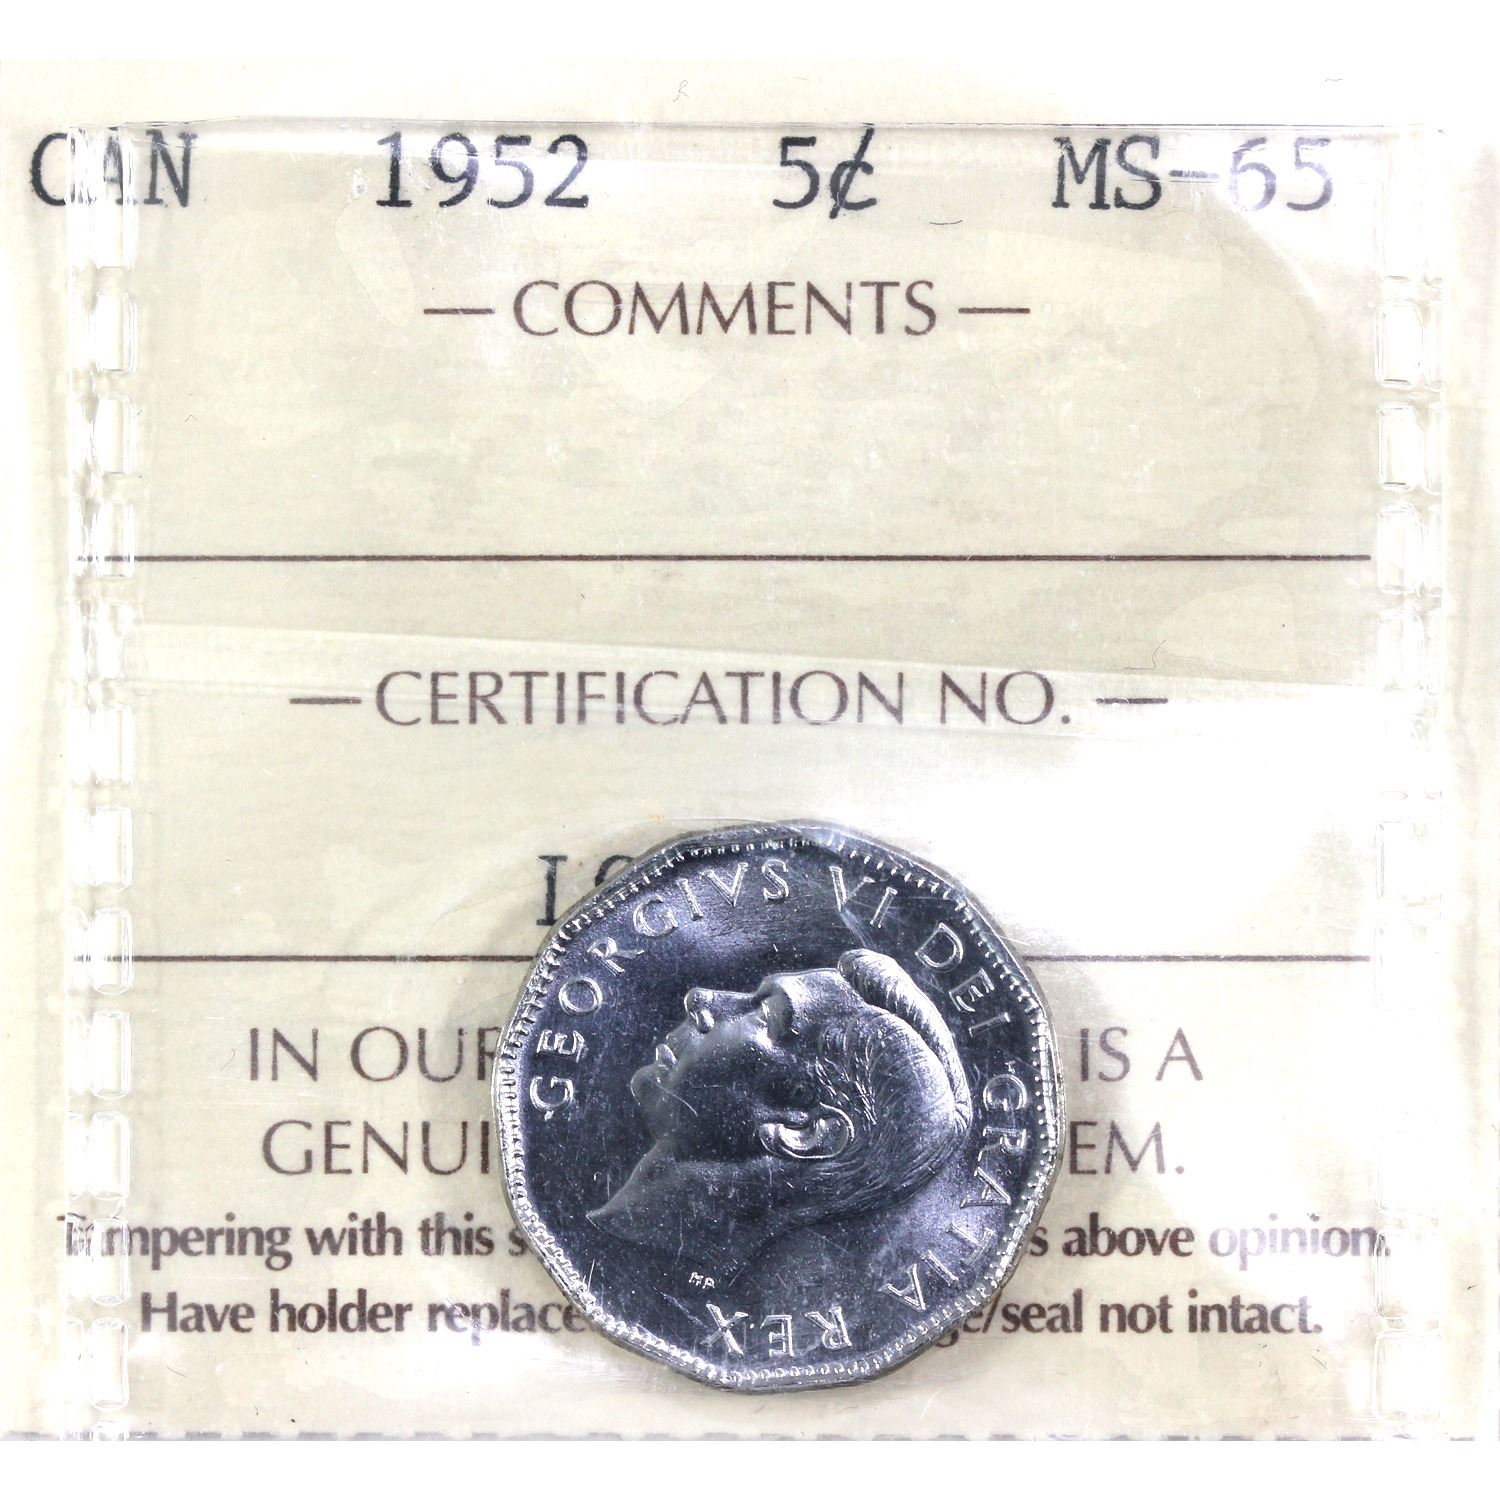 CAN 1952 5¢ MS-65
— COMMENTS —
— CERTIFICATION NO. —
GEORGIVS VI DEI GRATIA REX
HP
IN OUR IS A
GENUI EM.
Tampering with this s s above opinion.
Have holder replace ge/seal not intact.